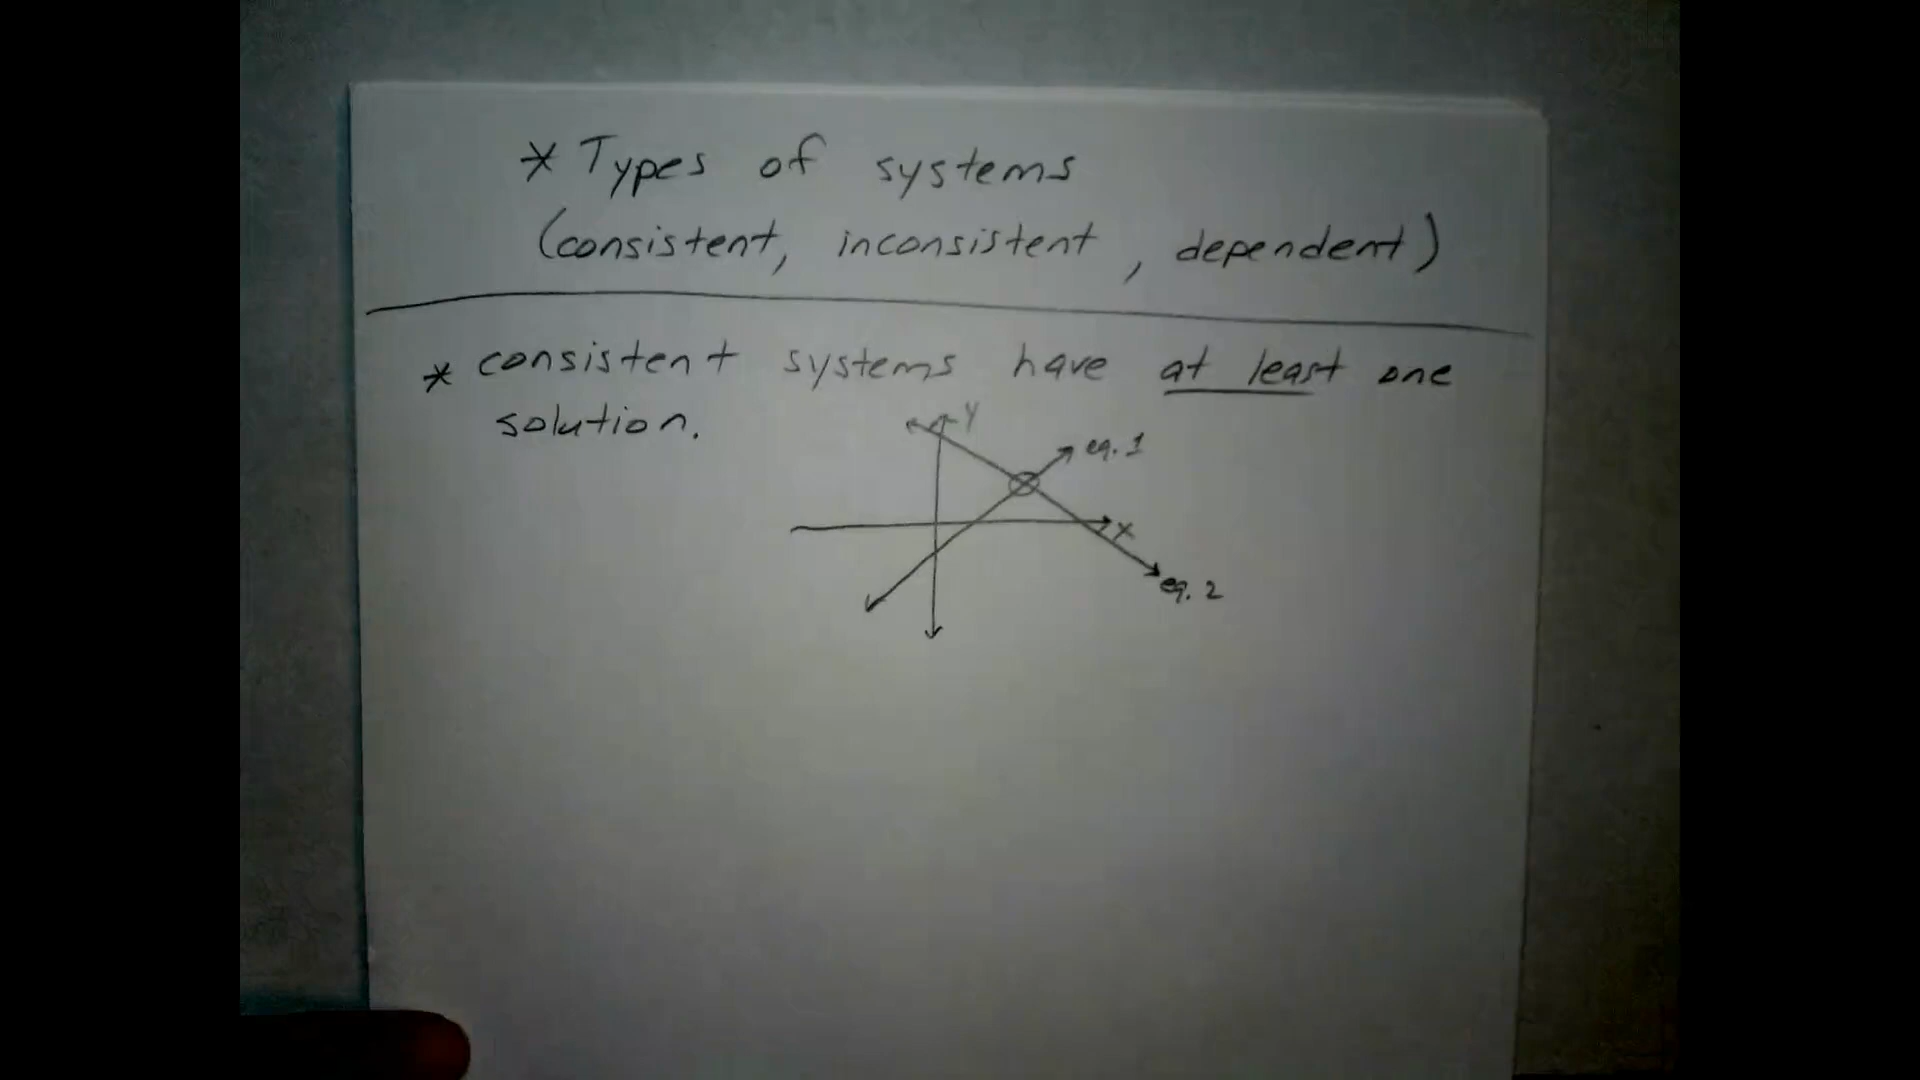 * Types of systems
(consistent, inconsistent, dependent)
* consistent systems have at least one
solution.
Y
eq. 1
X
eq. 2